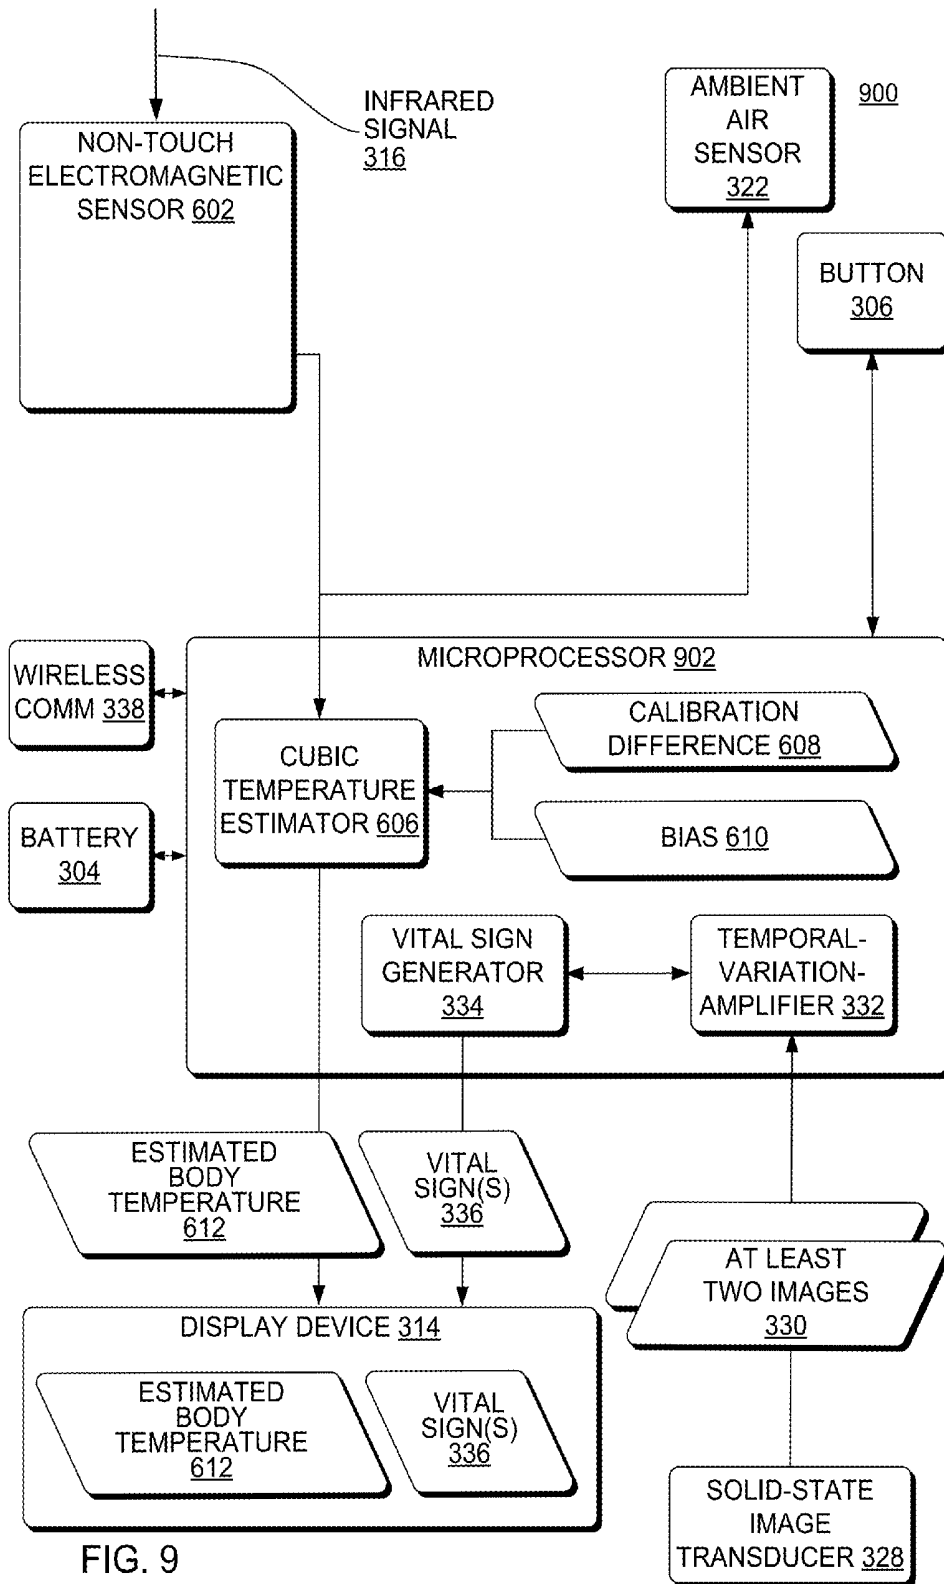 INFRARED
SIGNAL
316
NON-TOUCH
ELECTROMAGNETIC
SENSOR 602
AMBIENT
AIR
SENSOR
322
900
BUTTON
306
MICROPROCESSOR 902
WIRELESS
COMM 338
CALIBRATION
DIFFERENCE 608
CUBIC
TEMPERATURE
ESTIMATOR 606
BATTERY
304
BIAS 610
VITAL SIGN
GENERATOR
334
TEMPORAL-
VARIATION-
AMPLIFIER 332
ESTIMATED
BODY
TEMPERATURE
612
VITAL
SIGN(S)
336
AT LEAST
TWO IMAGES
330
DISPLAY DEVICE 314
ESTIMATED
BODY
TEMPERATURE
612
VITAL
SIGN(S)
336
SOLID-STATE
IMAGE
TRANSDUCER 328
FIG. 9